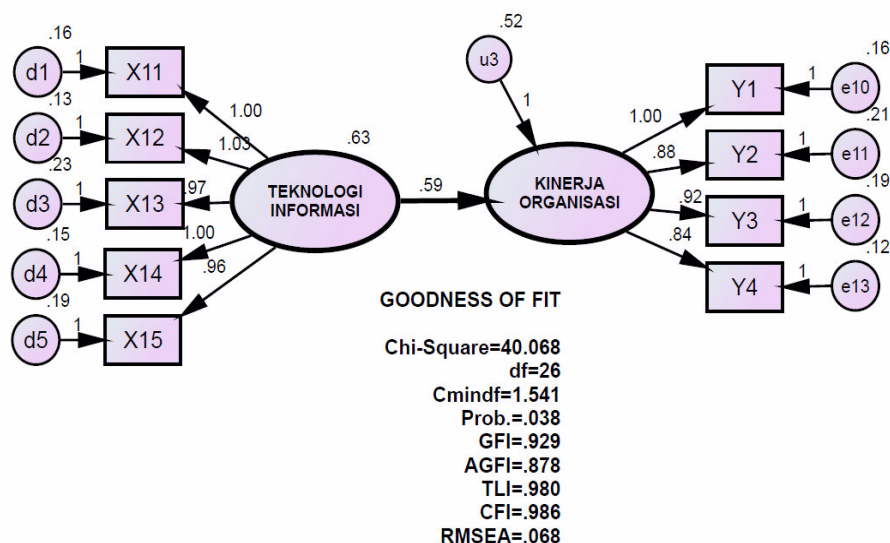 .16
d1
1
X11
.13
d2
1
X12
.23
d3
1
X13
.15
d4
1
X14
.19
d5
1
X15
1.00
1.03
.97
1.00
.96
.63
TEKNOLOGI
INFORMASI
.59
.52
u3
1
KINERJA
ORGANISASI
1.00
.88
.92
.84
Y1
1
e10
.16
Y2
1
e11
.21
Y3
1
e12
.19
Y4
1
e13
.12
GOODNESS OF FIT
Chi-Square=40.068
df=26
Cmindf=1.541
Prob.=.038
GFI=.929
AGFI=.878
TLI=.980
CFI=.986
RMSEA=.068